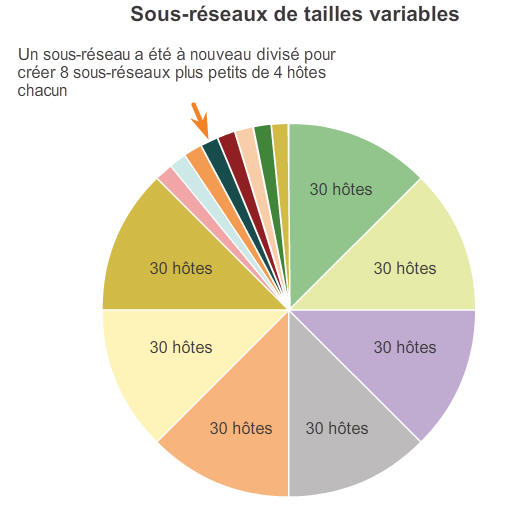 Sous-réseaux de tailles variables
Un sous-réseau a été à nouveau divisé pour
créer 8 sous-réseaux plus petits de 4 hôtes
chacun
30 hôtes
30 hôtes
30 hôtes
30 hôtes
30 hôtes
30 hôtes
30 hôtes